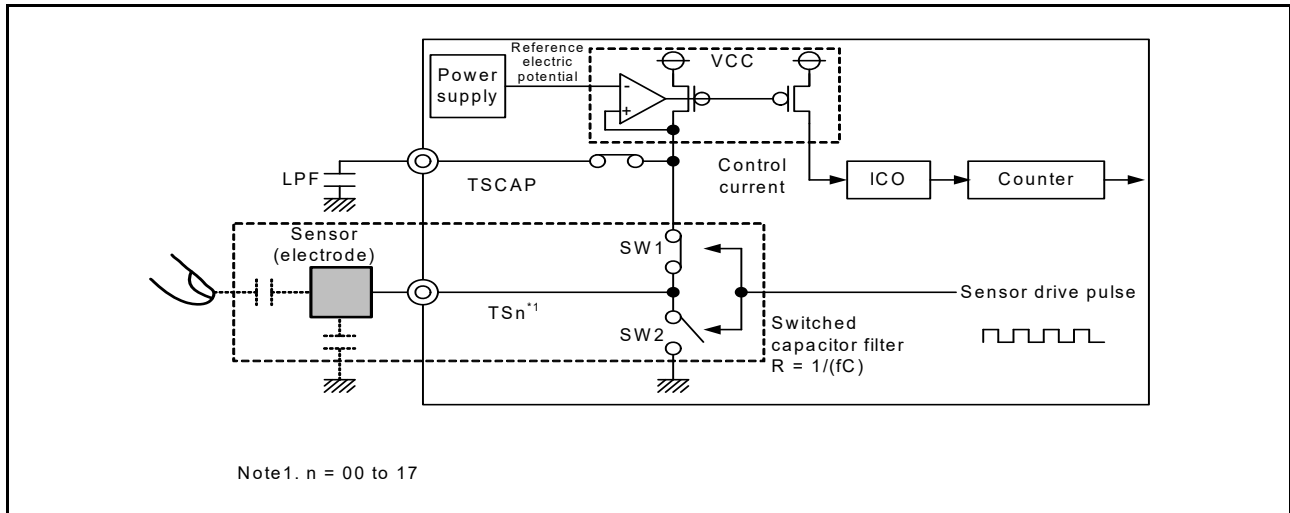 Reference
electric
potential
VCC
Power
supply
-
+
LPF
TSCAP
Control
current
ICO
Counter
Sensor
(electrode)
SW1
TSn*1
Sensor drive pulse
SW2
Switched
capacitor filter
R = 1/(fC)
Note1. n = 00 to 17